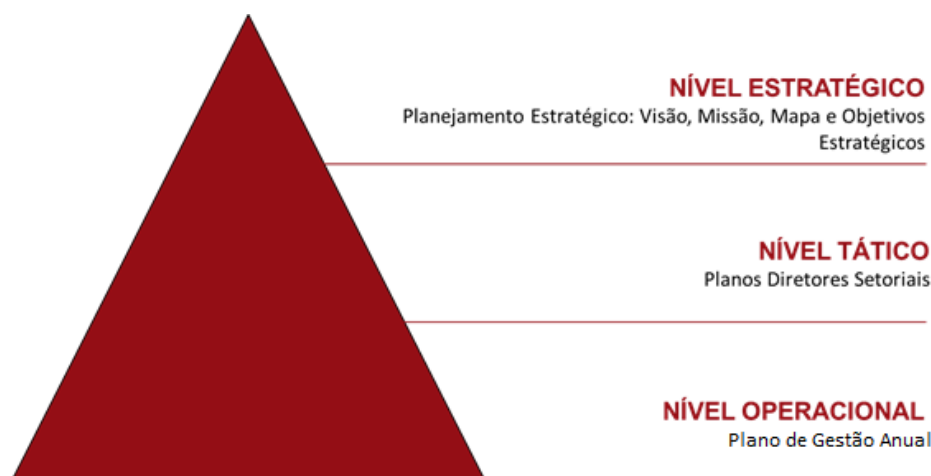 NÍVEL ESTRATÉGICO
Planejamento Estratégico: Visão, Missão, Mapa e Objetivos
Estratégicos
NÍVEL TÁTICO
Planos Diretores Setoriais
NÍVEL OPERACIONAL
Plano de Gestão Anual